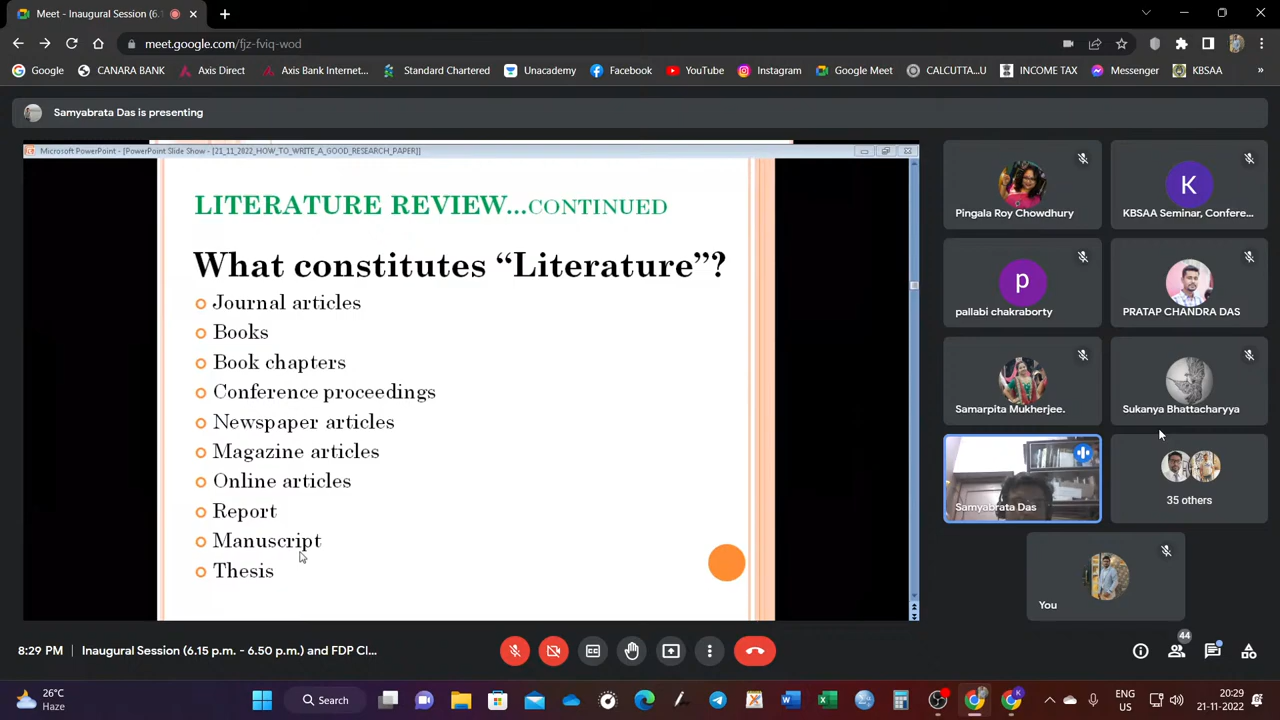 Meet - Inaugural Session (6.1
meet.google.com/fjz-fviq-wod
Google
CANARA BANK
Axis Direct
Axis Bank Internet...
Standard Chartered
Unacademy
Facebook
YouTube
Instagram
Google Meet
CALCUTTA...U
INCOME TAX
Messenger
KBSAA
»
Samyabrata Das is presenting
Microsoft PowerPoint - [PowerPoint Slide Show - [21_11_2022_HOW_TO_WRITE_A_GOOD_RESEARCH_PAPER]]
LITERATURE REVIEW...CONTINUED
What constitutes “Literature”?
Journal articles
Books
Book chapters
Conference proceedings
Newspaper articles
Magazine articles
Online articles
Report
Manuscript
Thesis
Pingala Roy Chowdhury
K
KBSAA Seminar, Confere...
p
pallabi chakraborty
PRATAP CHANDRA DAS
Samarpita Mukherjee.
Sukanya Bhattacharyya
Samyabrata Das
35 others
You
8:29 PM | Inaugural Session (6.15 p.m. - 6.50 p.m.) and FDP Cl...
44
26°C
Haze
Search
ENG
US
20:29
21-11-2022